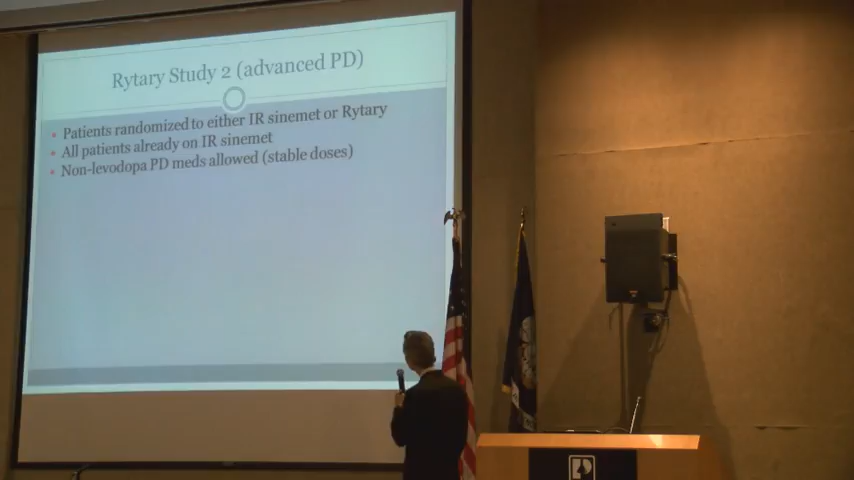 Rytary Study 2 (advanced PD)
Patients randomized to either IR sinemet or Rytary
All patients already on IR sinemet
Non-levodopa PD meds allowed (stable doses)